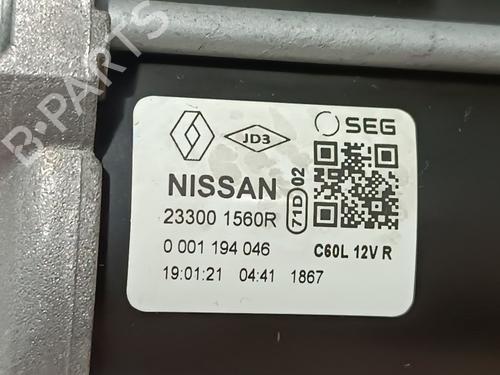 JD3
SEG
NISSAN
23300 1560R
71D 02
0 001 194 046
C60L 12V R
19:01:21 04:41 1867
B-PARTS